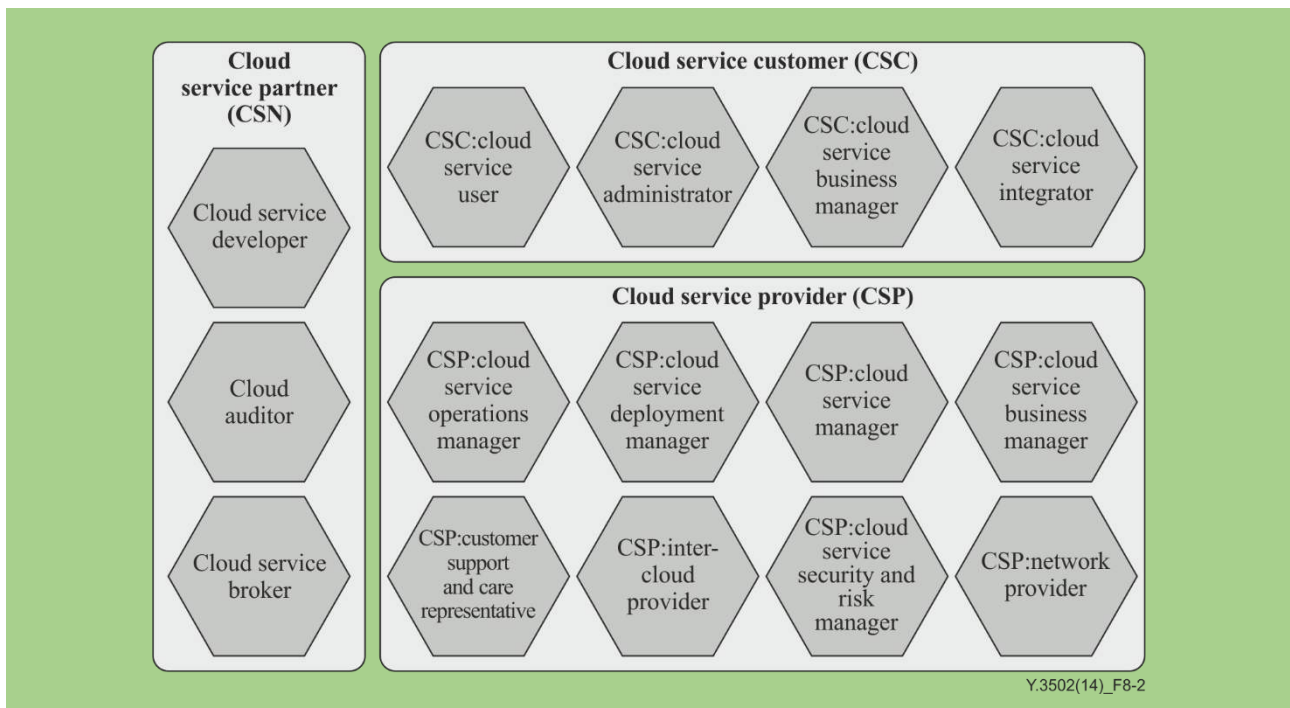 Cloud
service partner
(CSN)
Cloud service
developer
Cloud
auditor
Cloud service
broker
Cloud service customer (CSC)
CSC:cloud
service
user
CSC:cloud
service
administrator
CSC:cloud
service
business
manager
CSC:cloud
service
integrator
Cloud service provider (CSP)
CSP:cloud
service
operations
manager
CSP:cloud
service
deployment
manager
CSP:cloud
service
manager
CSP:cloud
service
business
manager
CSP:customer
support
and care
representative
CSP:inter-
cloud
provider
CSP:cloud
service
security and
risk
manager
CSP:network
provider
Y.3502(14)_F8-2